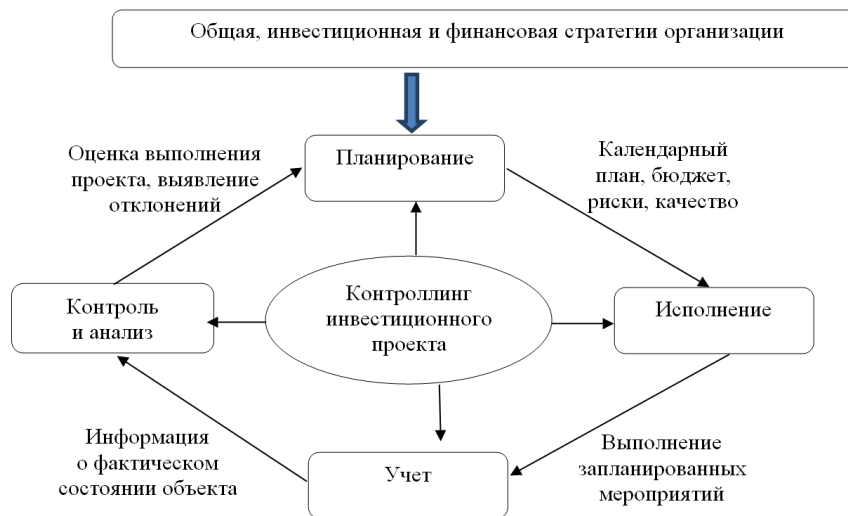 Общая, инвестиционная и финансовая стратегии организации
Оценка выполнения
проекта, выявление
отклонений
Планирование
Календарный
план, бюджет,
риски, качество
Контроль
и анализ
Контроллинг
инвестиционного
проекта
Исполнение
Информация
о фактическом
состоянии объекта
Учет
Выполнение
запланированных
мероприятий